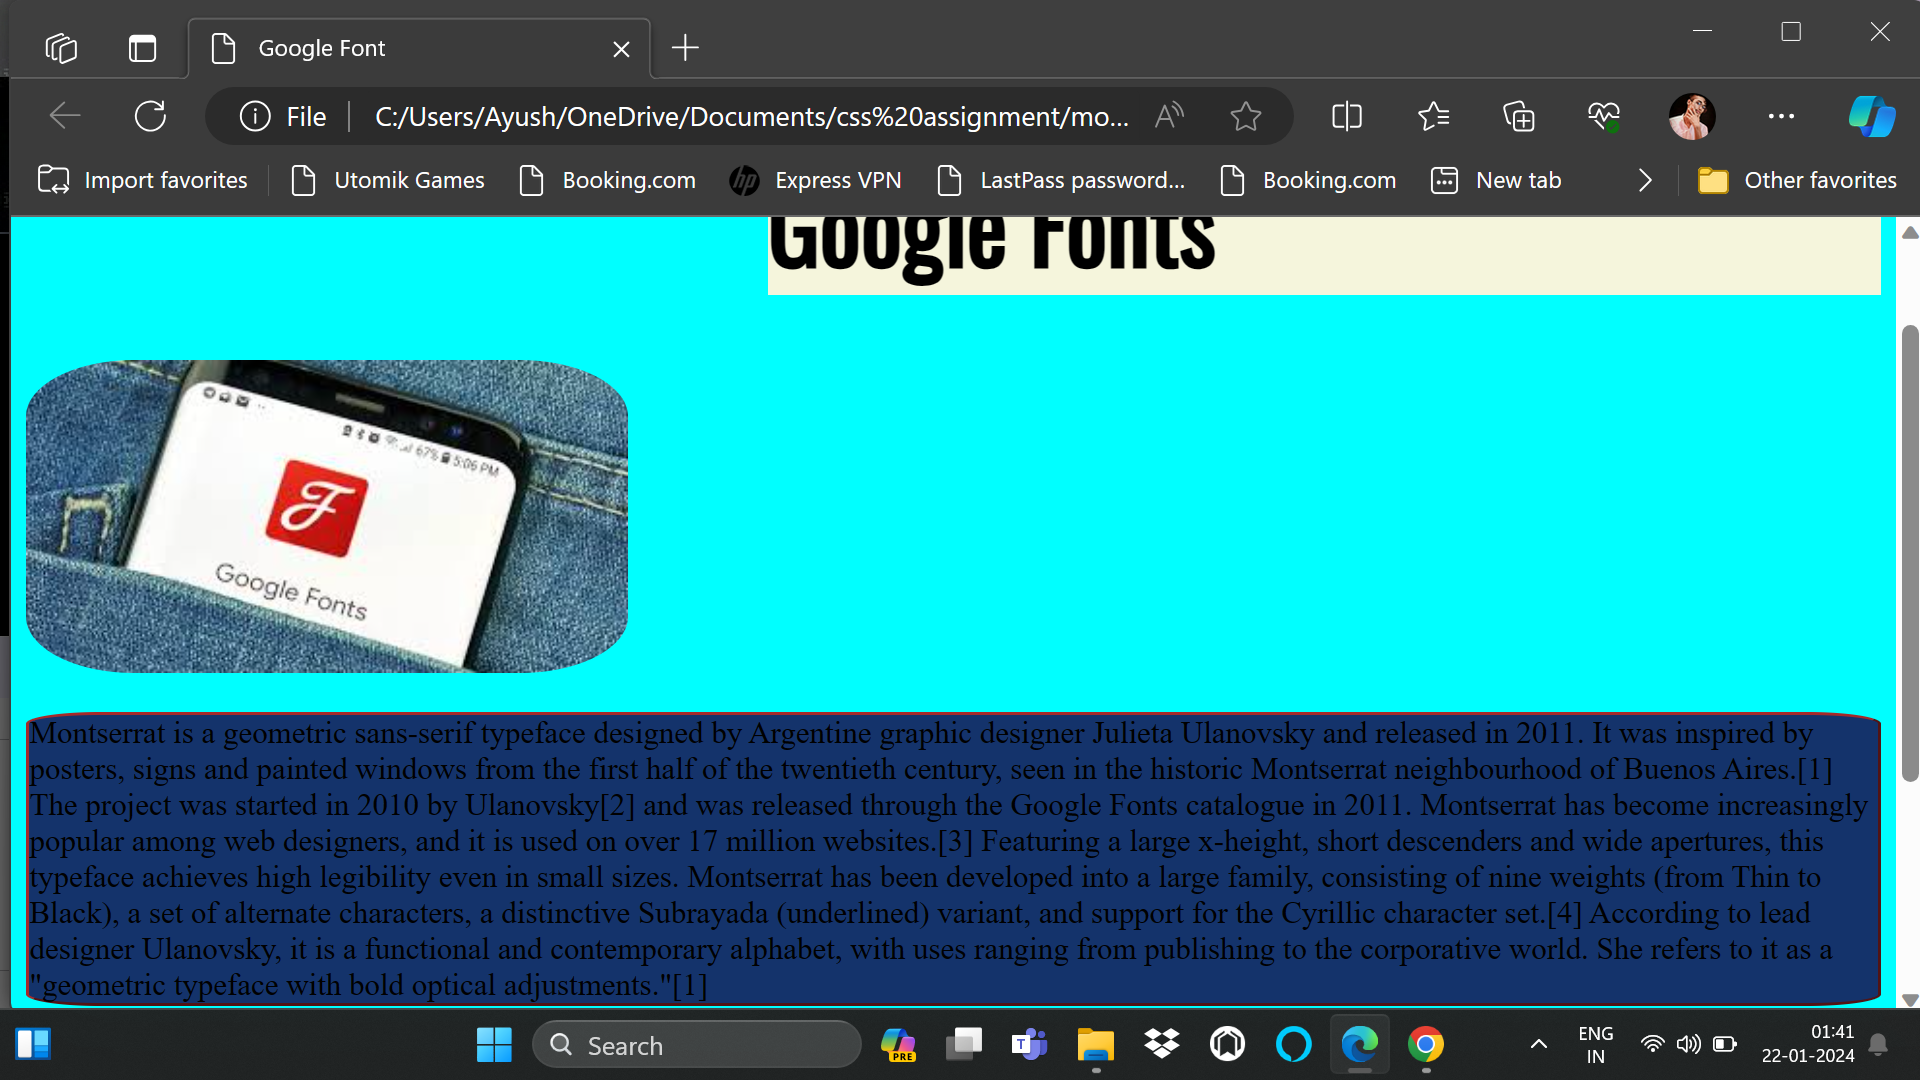 Google Font
File
C:/Users/Ayush/OneDrive/Documents/css%20assignment/mo...
Import favorites
Utomik Games
Booking.com
Express VPN
LastPass password...
Booking.com
New tab
Other favorites
Google Fonts
67% 5:06 PM
F
Google Fonts
Montserrat is a geometric sans-serif typeface designed by Argentine graphic designer Julieta Ulanovsky and released in 2011. It was inspired by
posters, signs and painted windows from the first half of the twentieth century, seen in the historic Montserrat neighbourhood of Buenos Aires.[1]
The project was started in 2010 by Ulanovsky[2] and was released through the Google Fonts catalogue in 2011. Montserrat has become increasingly
popular among web designers, and it is used on over 17 million websites.[3] Featuring a large x-height, short descenders and wide apertures, this
typeface achieves high legibility even in small sizes. Montserrat has been developed into a large family, consisting of nine weights (from Thin to
Black), a set of alternate characters, a distinctive Subrayada (underlined) variant, and support for the Cyrillic character set.[4] According to lead
designer Ulanovsky, it is a functional and contemporary alphabet, with uses ranging from publishing to the corporative world. She refers to it as a
"geometric typeface with bold optical adjustments."[1]
Search
PRE
ENG
IN
01:41
22-01-2024